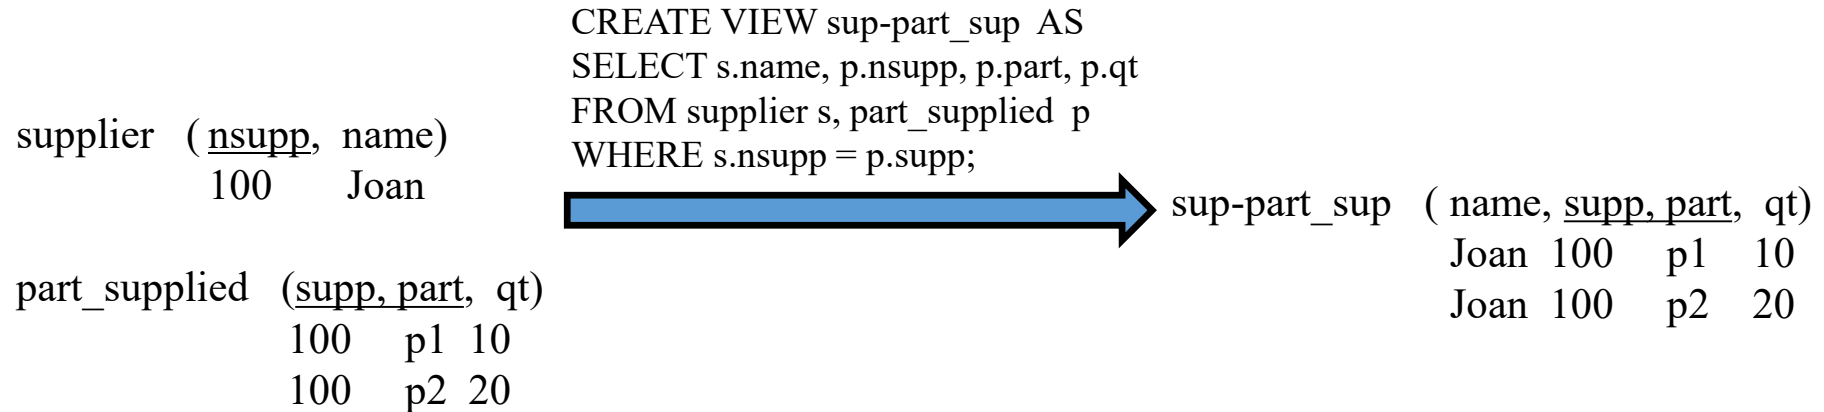 CREATE VIEW sup-part_sup AS
SELECT s.name, p.nsupp, p.part, p.qt
FROM supplier s, part_supplied p
WHERE s.nsupp = p.supp;
supplier ( nsupp, name)
100 Joan
part_supplied (supp, part, qt)
100 p1 10
100 p2 20
sup-part_sup ( name, supp, part, qt)
Joan 100 p1 10
Joan 100 p2 20